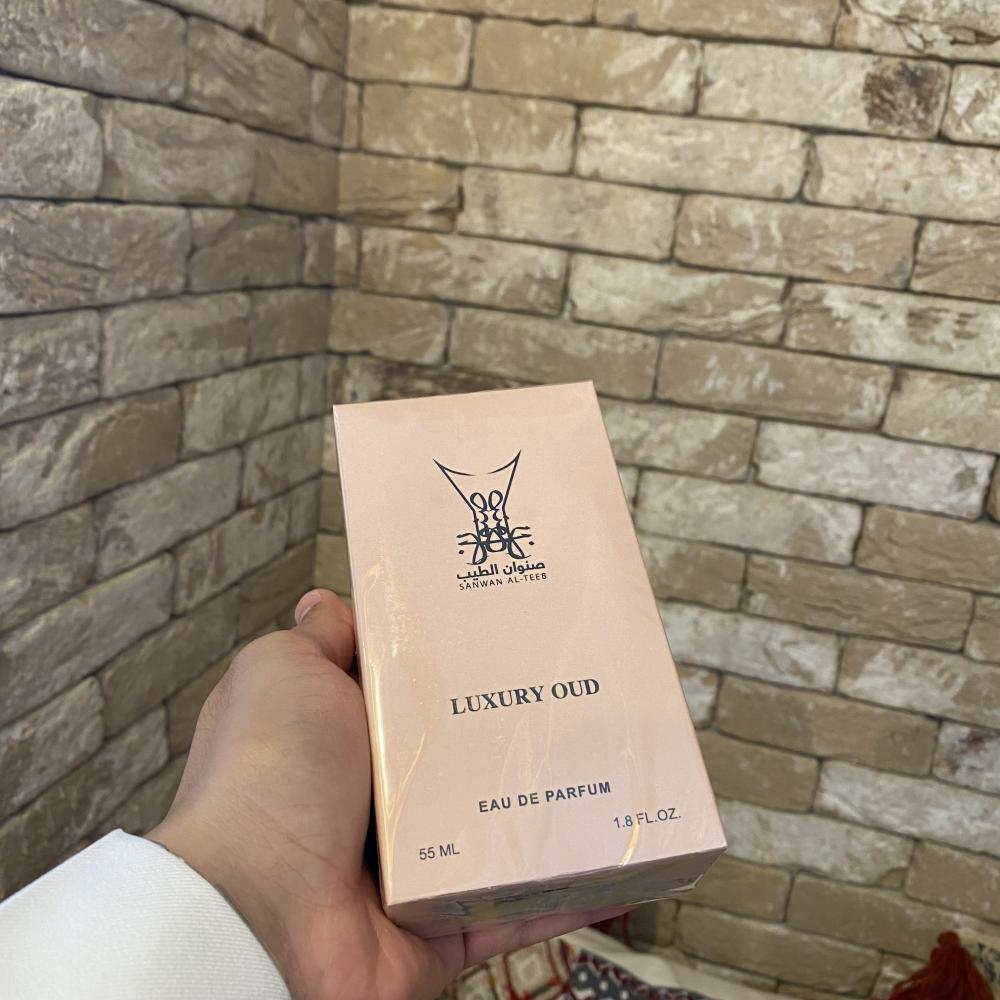 صنوان الطيب
SANWAN AL-TEEB
LUXURY OUD
EAU DE PARFUM
55 ML 1.8 FL.OZ.